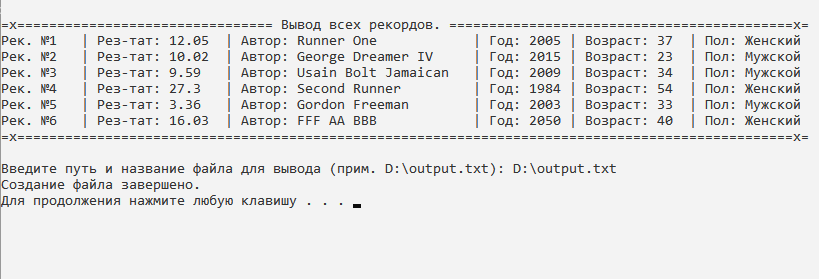 =x================================ Вывод всех рекордов. ===========================================x=
Рек. №1   | Рез-тат: 12.05  | Автор: Runner One            | Год: 2005 | Возраст: 37  | Пол: Женский
Рек. №2   | Рез-тат: 10.02  | Автор: George Dreamer IV     | Год: 2015 | Возраст: 23  | Пол: Мужской
Рек. №3   | Рез-тат: 9.59   | Автор: Usain Bolt Jamaican   | Год: 2009 | Возраст: 34  | Пол: Мужской
Рек. №4   | Рез-тат: 27.3   | Автор: Second Runner         | Год: 1984 | Возраст: 54  | Пол: Женский
Рек. №5   | Рез-тат: 3.36   | Автор: Gordon Freeman        | Год: 2003 | Возраст: 33  | Пол: Мужской
Рек. №6   | Рез-тат: 16.03  | Автор: FFF AA BBB            | Год: 2050 | Возраст: 40  | Пол: Женский
=x=================================================================================================x=
Введите путь и название файла для вывода (прим. D:\output.txt): D:\output.txt
Создание файла завершено.
Для продолжения нажмите любую клавишу . . .